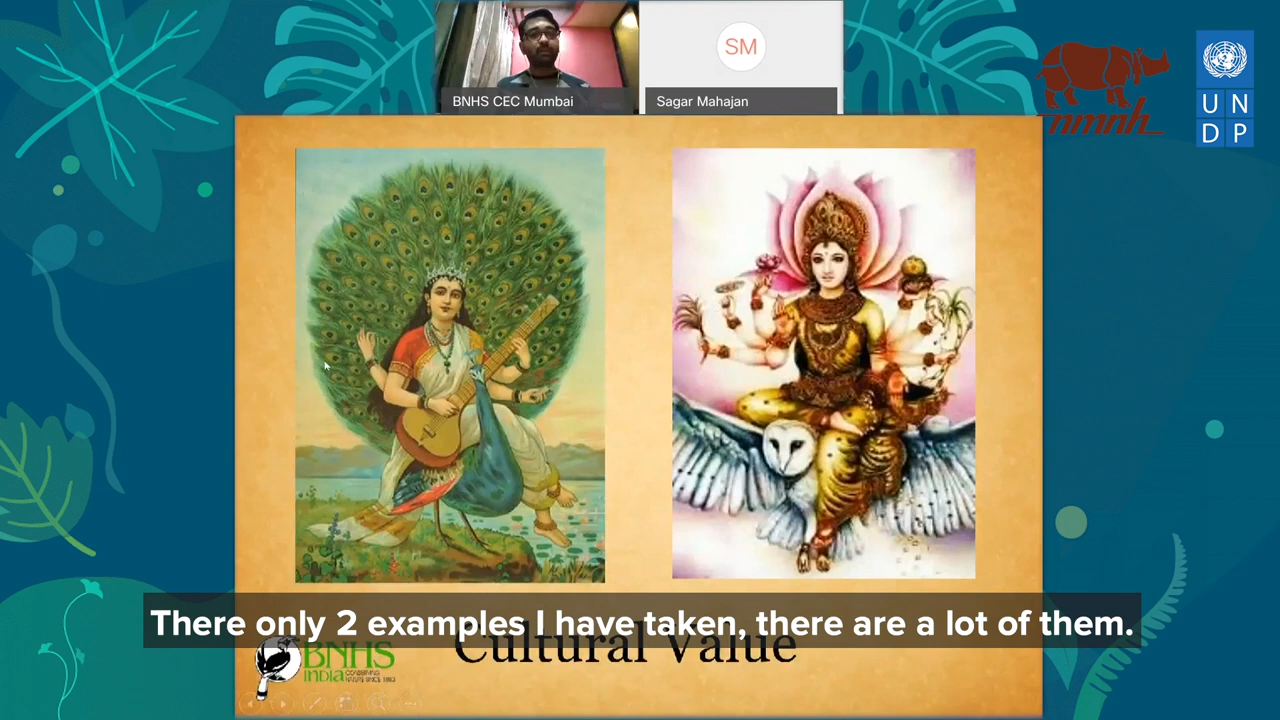 SM
BNHS CEC Mumbai
Sagar Mahajan
nmnh
U N
D P
There only 2 examples I have taken, there are a lot of them.
Cultural Value
BNHS
INDIA